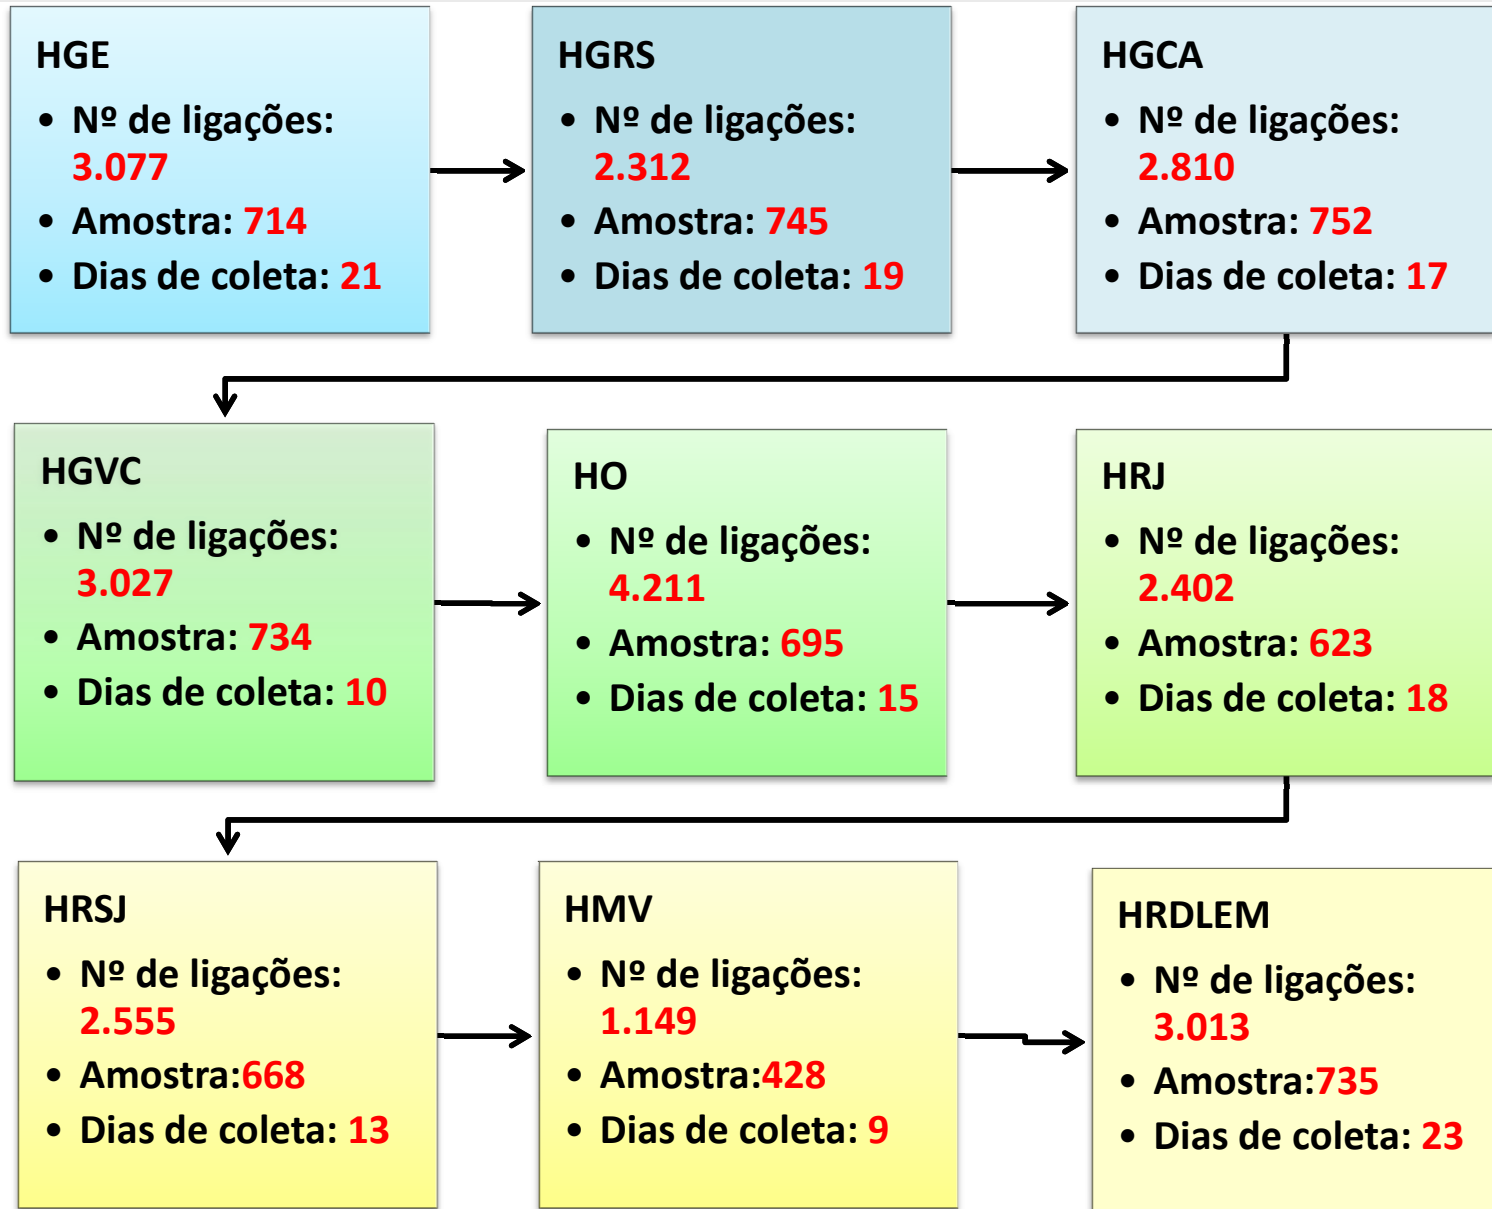 HGE
• Nº de ligações:
3.077
• Amostra: 714
• Dias de coleta: 21
HGRS
• Nº de ligações:
2.312
• Amostra: 745
• Dias de coleta: 19
HGCA
• Nº de ligações:
2.810
• Amostra: 752
• Dias de coleta: 17
HGVC
• Nº de ligações:
3.027
• Amostra: 734
• Dias de coleta: 10
HO
• Nº de ligações:
4.211
• Amostra: 695
• Dias de coleta: 15
HRJ
• Nº de ligações:
2.402
• Amostra: 623
• Dias de coleta: 18
HRSJ
• Nº de ligações:
2.555
• Amostra:668
• Dias de coleta: 13
HMV
• Nº de ligações:
1.149
• Amostra:428
• Dias de coleta: 9
HRDLEM
• Nº de ligações:
3.013
• Amostra:735
• Dias de coleta: 23